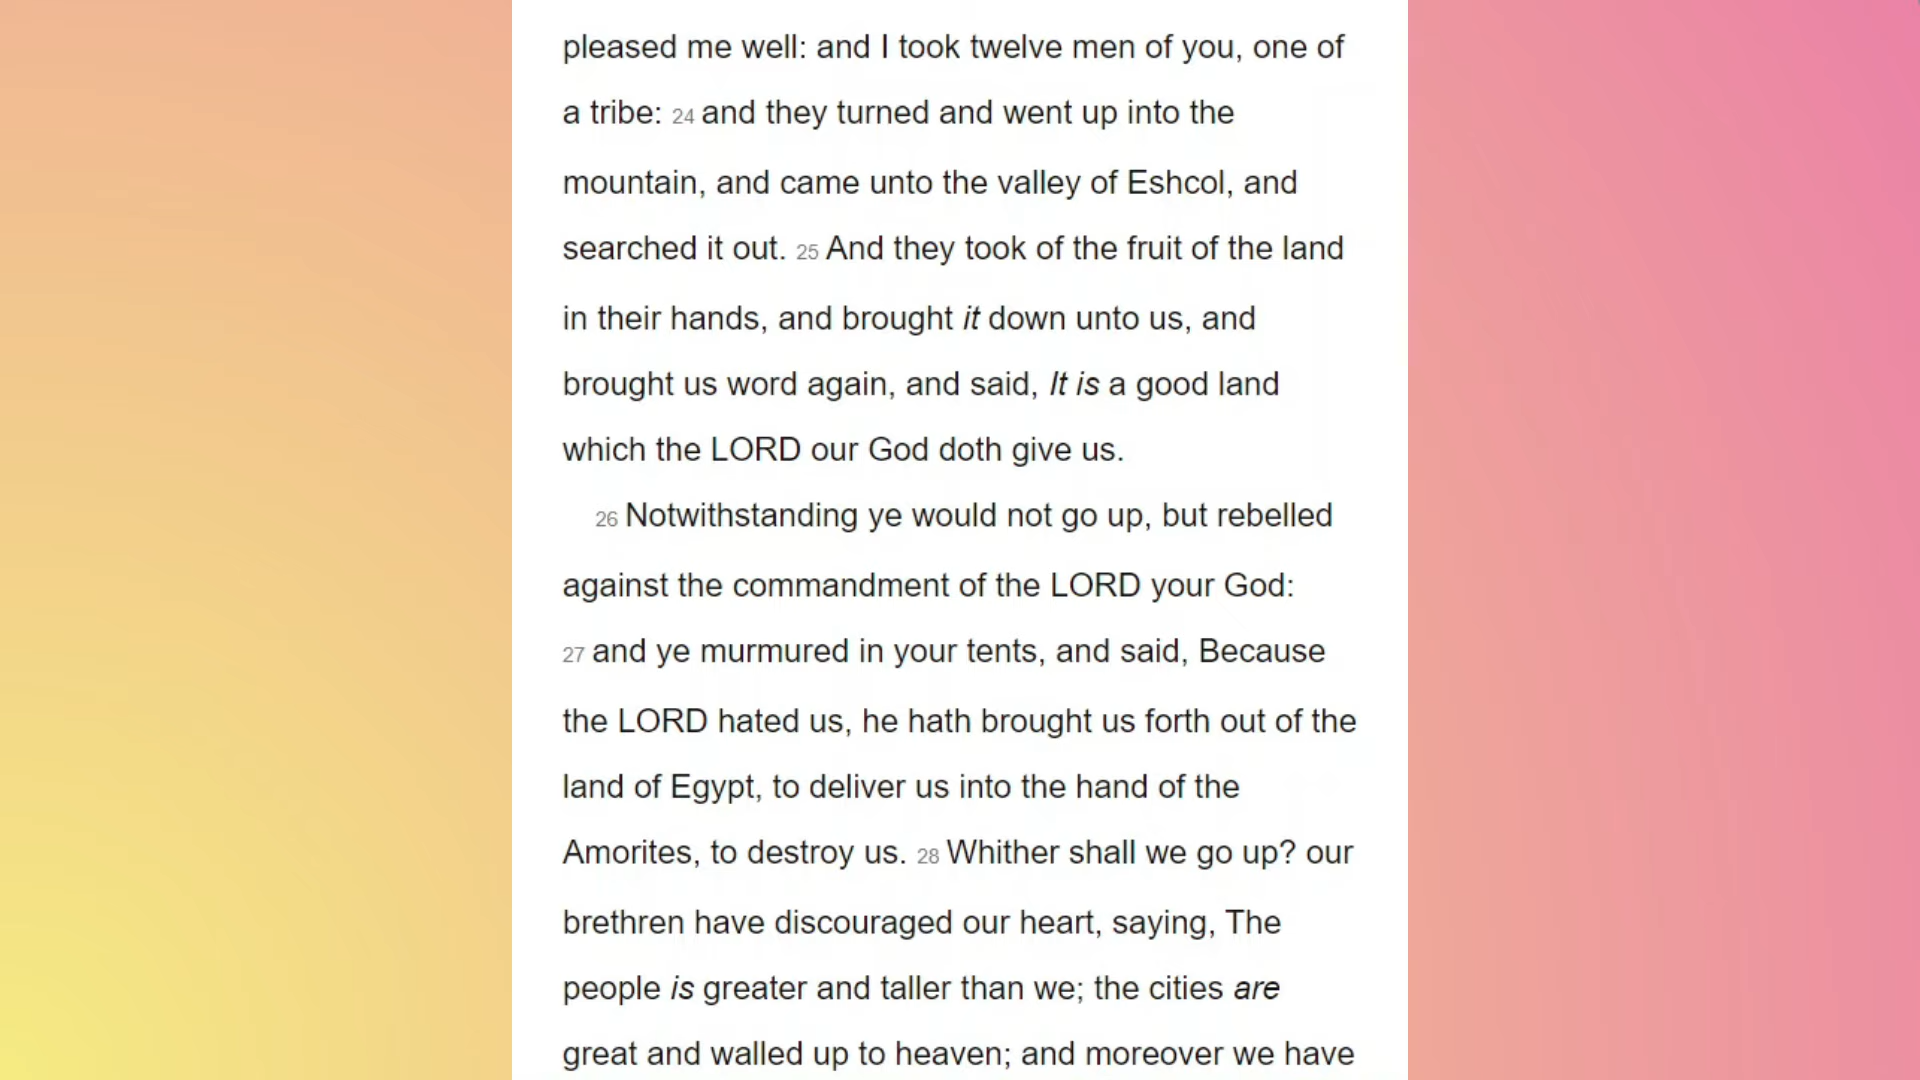 pleased me well: and I took twelve men of you, one of
a tribe: 24 and they turned and went up into the
mountain, and came unto the valley of Eshcol, and
searched it out. 25 And they took of the fruit of the land
in their hands, and brought it down unto us, and
brought us word again, and said, It is a good land
which the LORD our God doth give us.
26 Notwithstanding ye would not go up, but rebelled
against the commandment of the LORD your God:
27 and ye murmured in your tents, and said, Because
the LORD hated us, he hath brought us forth out of the
land of Egypt, to deliver us into the hand of the
Amorites, to destroy us. 28 Whither shall we go up? our
brethren have discouraged our heart, saying, The
people is greater and taller than we; the cities are
great and walled up to heaven; and moreover we have